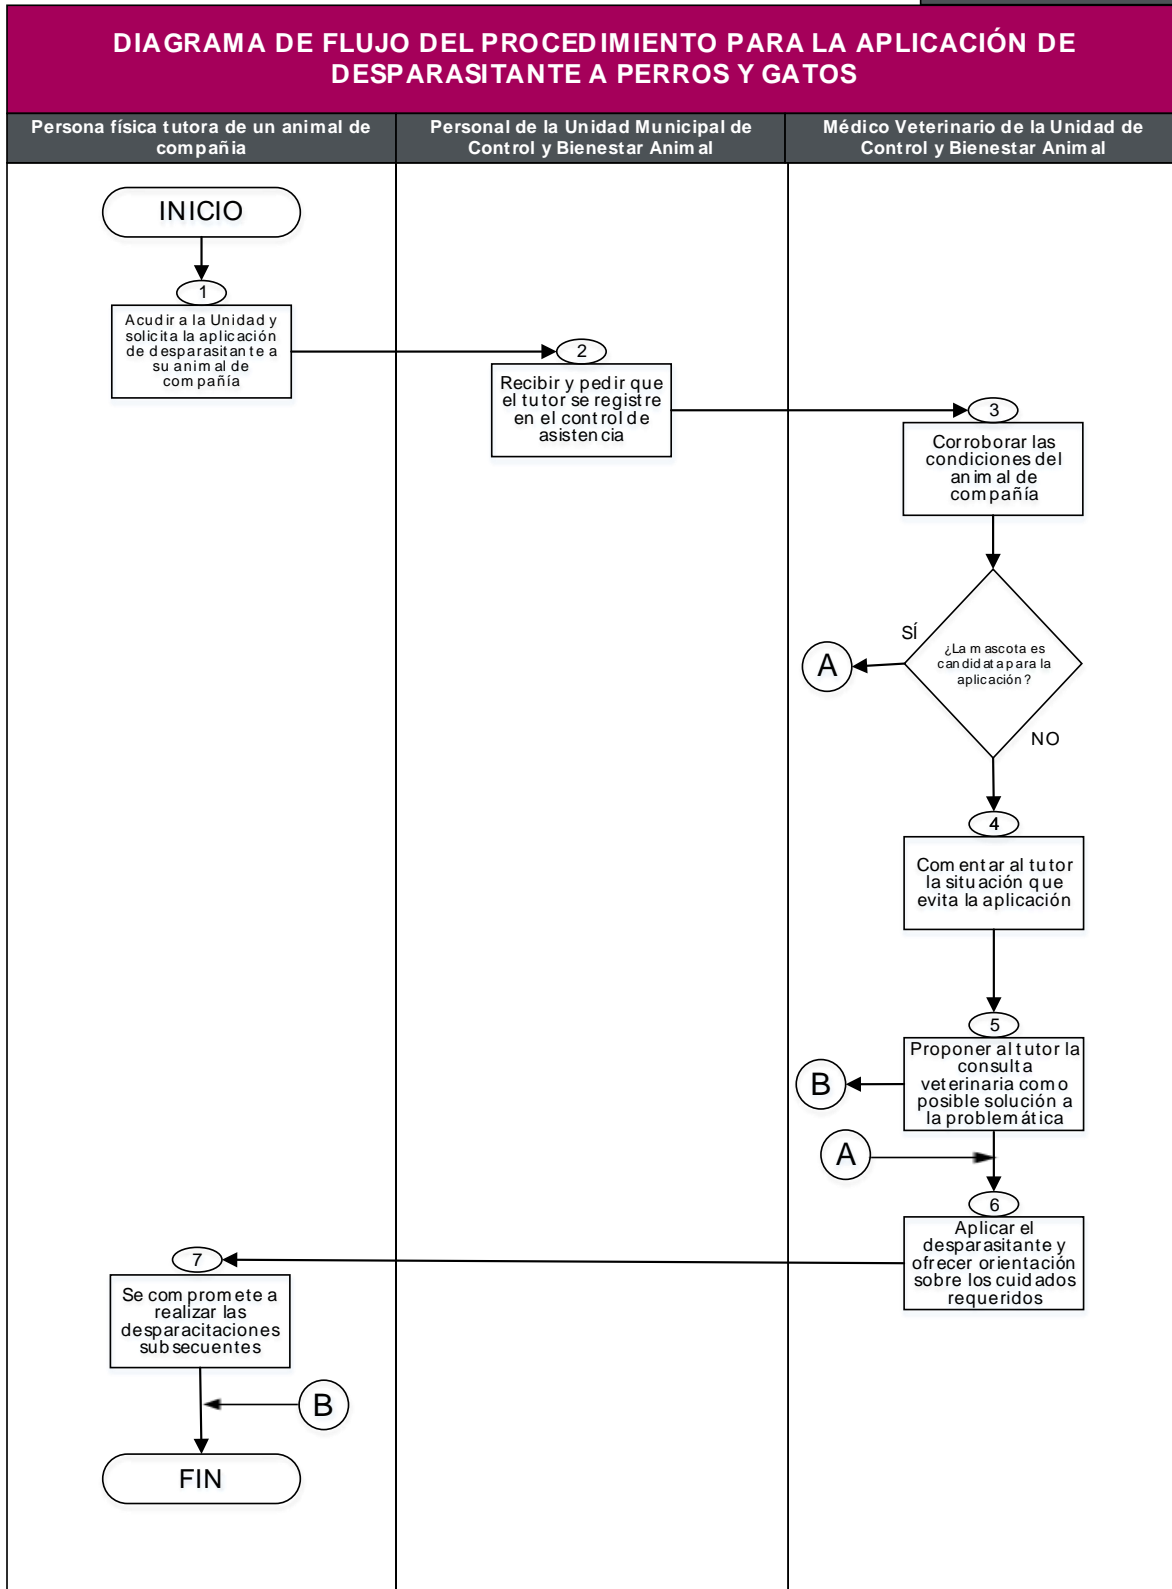 DIAGRAMA DE FLUJO DEL PROCEDIMIENTO PARA LA APLICACIÓN DE
DESPARASITANTE A PERROS Y GATOS
Persona física tutora de un animal de
compañia
Personal de la Unidad Municipal de
Control y Bienestar Animal
Médico Veterinario de la Unidad de
Control y Bienestar Animal
INICIO
1
Acudir a la Unidad y
solicita la aplicación
de desparasitante a
su animal de
compañía
2
Recibir y pedir que
el tutor se registre
en el control de
asistencia
3
Corroborar las
condiciones del
animal de
compañía
SÍ
¿La mascota es
candidata para la
aplicación?
A
NO
4
Comentar al tutor
la situación que
evita la aplicación
5
Proponer al tutor la
consulta
veterinaria como
posible solución a
la problemática
B
A
6
Aplicar el
desparasitante y
ofrecer orientación
sobre los cuidados
requeridos
7
Se compromete a
realizar las
desparacitaciones
subsecuentes
B
FIN